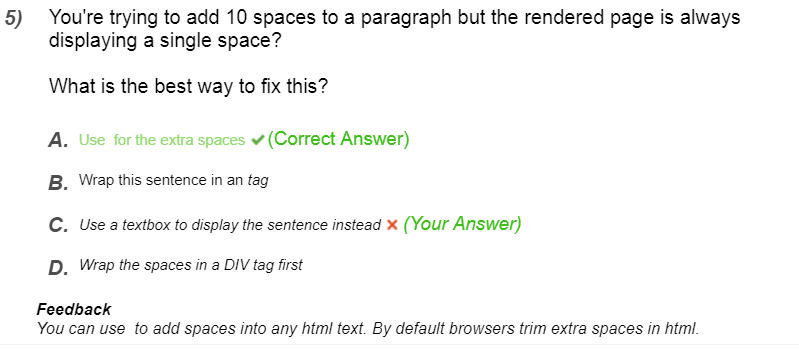 5) You're trying to add 10 spaces to a paragraph but the rendered page is always
displaying a single space?
What is the best way to fix this?
A. Use  for the extra spaces ✔ (Correct Answer)
B. Wrap this sentence in an tag
C. Use a textbox to display the sentence instead ✖ (Your Answer)
D. Wrap the spaces in a DIV tag first
Feedback
You can use  to add spaces into any html text. By default browsers trim extra spaces in html.